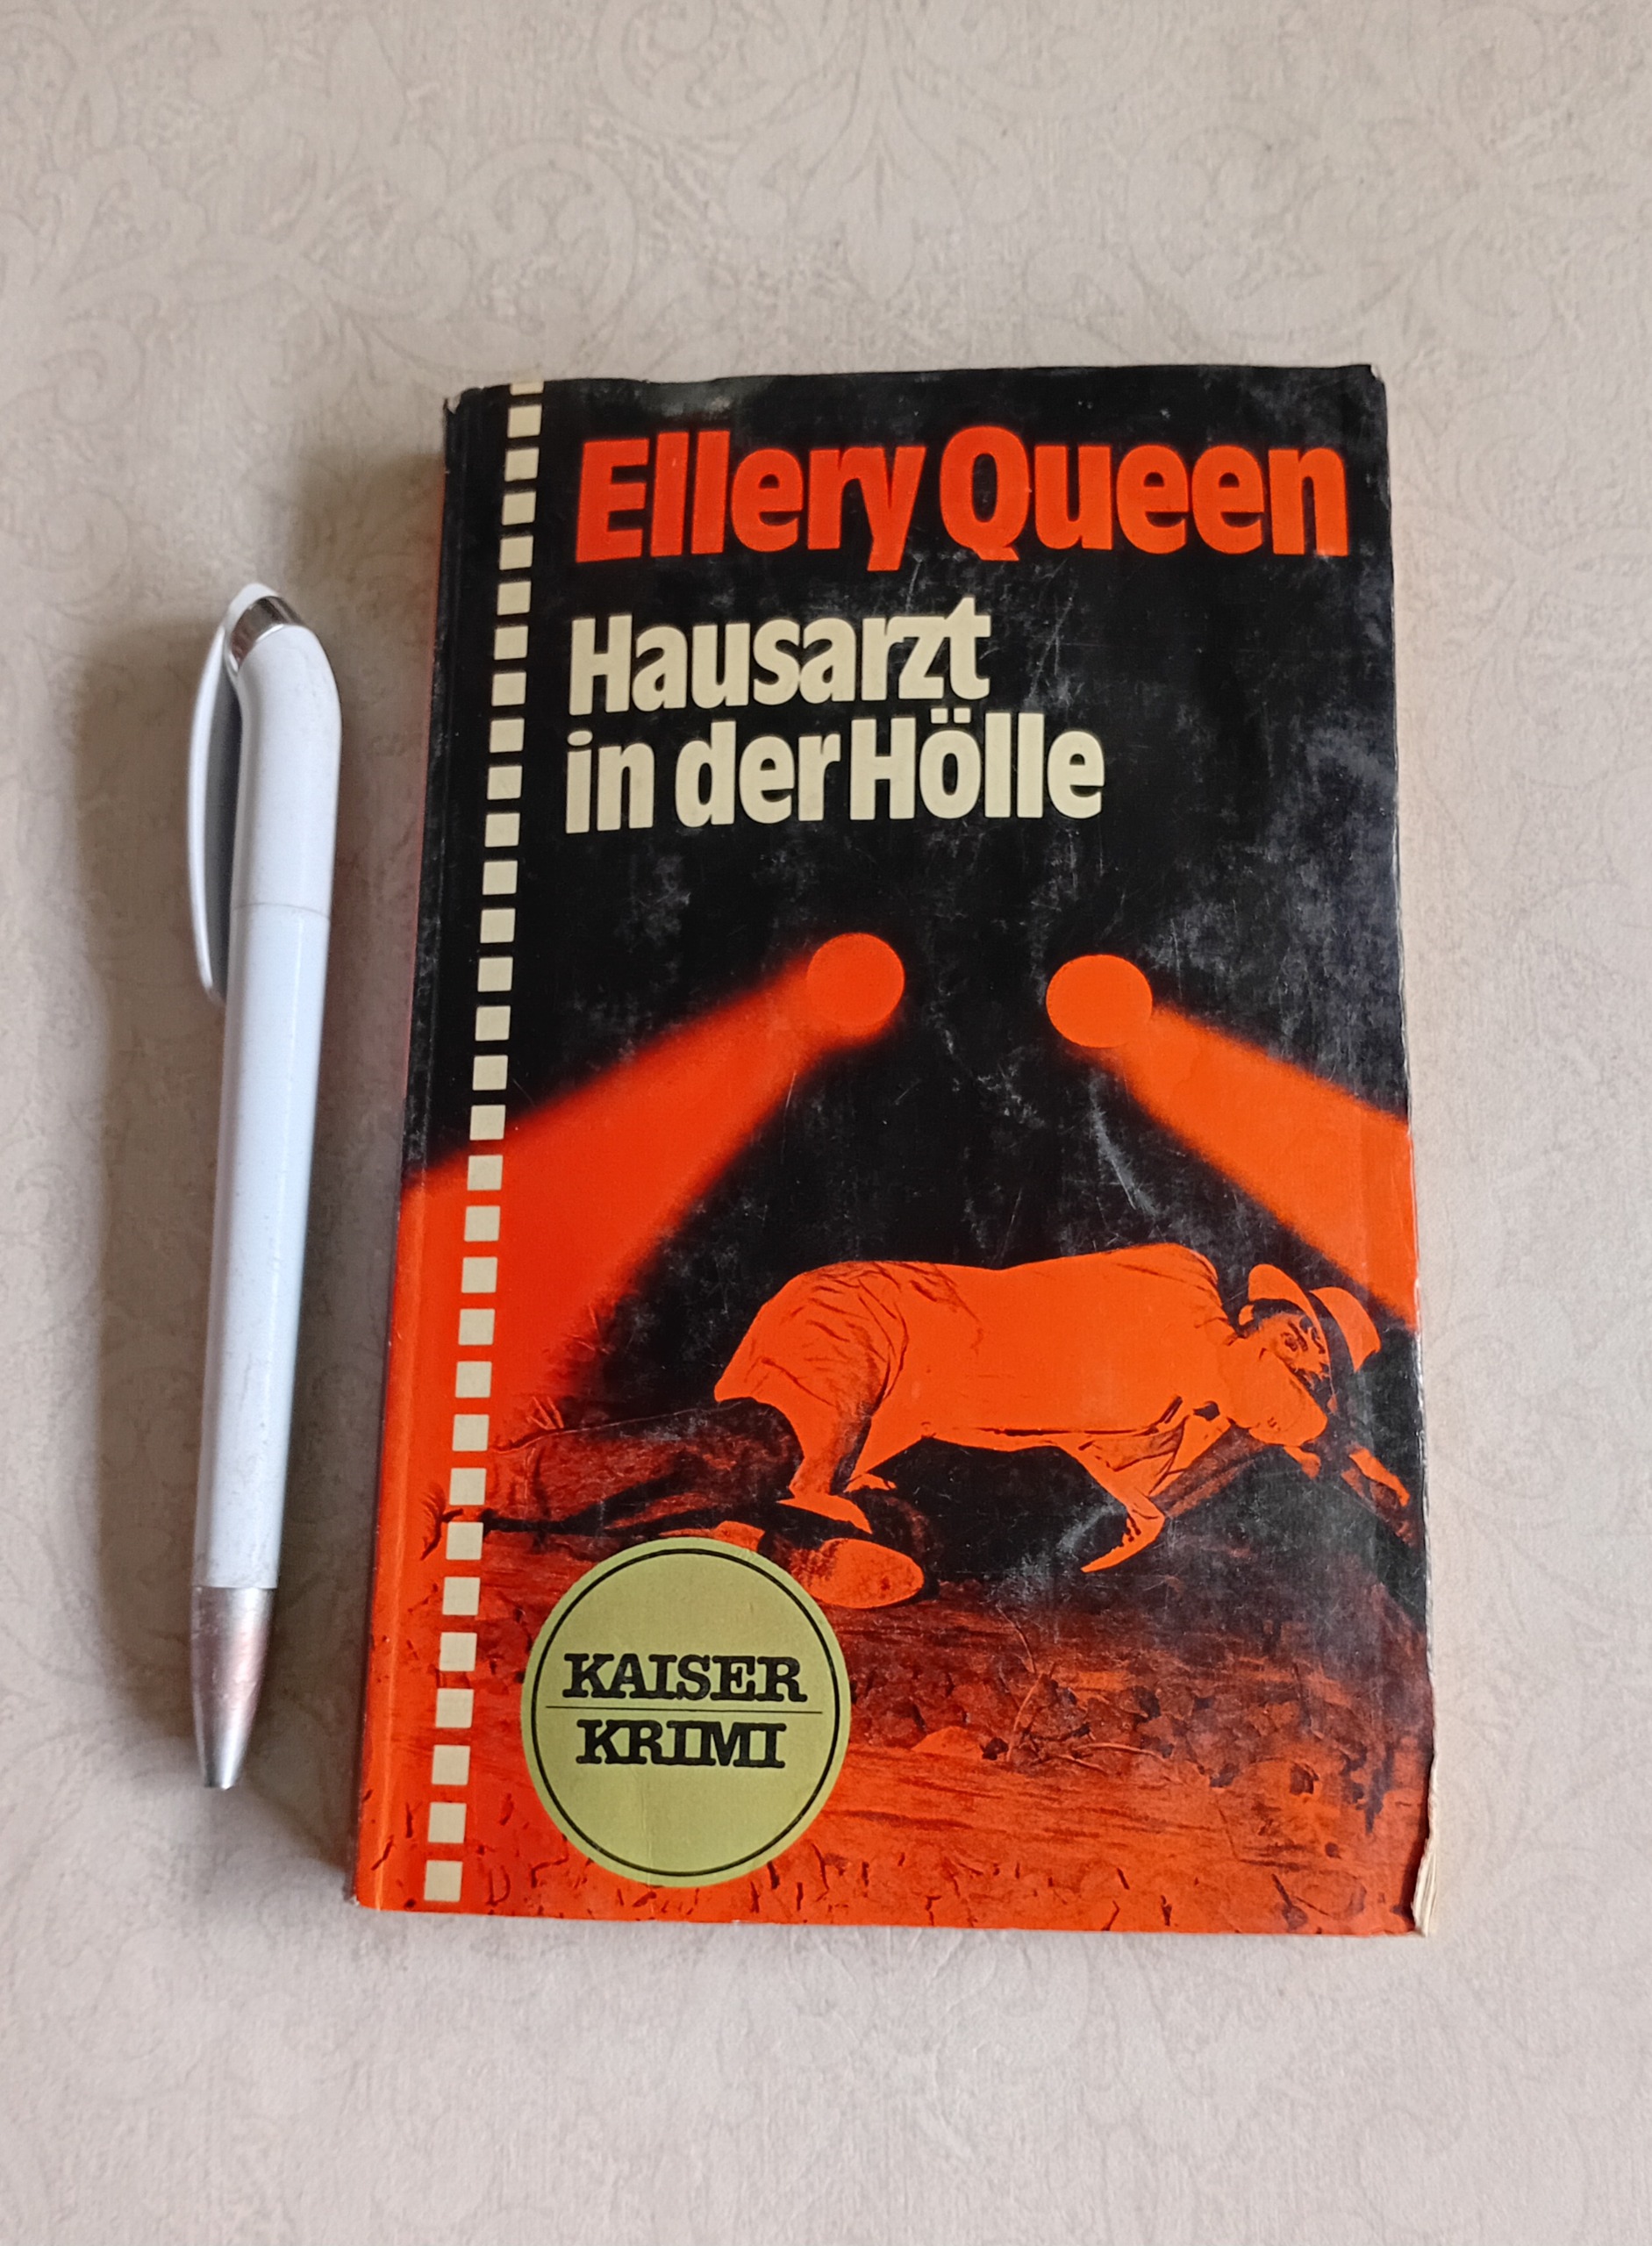 Ellery Queen
Hausarzt
in der Hölle
KAISER
KRIMI